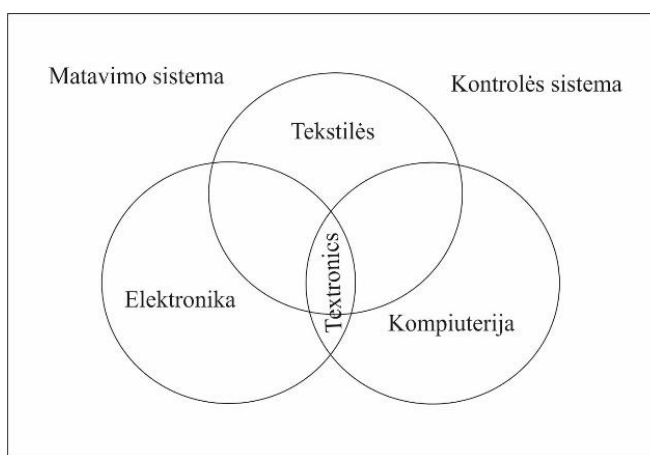 Matavimo sistema
Kontrolės sistema
Tekstilės
Elektronika
Textronics
Kompiuterija